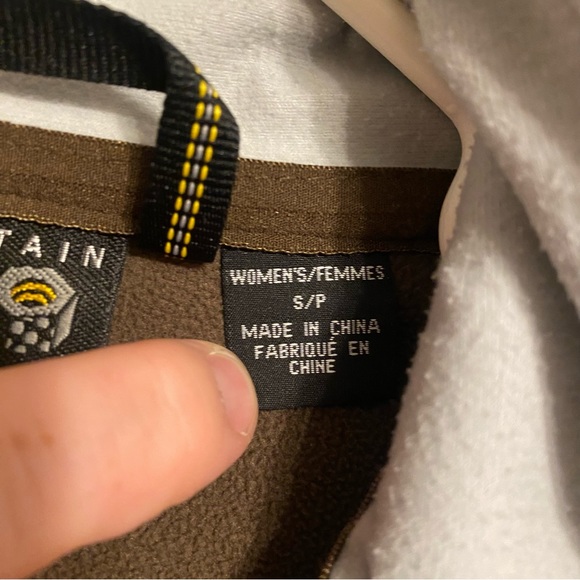 TAIN
WOMEN'S/FEMMES
S/P
MADE IN CHINA
FABRIQUÉ EN
CHINE